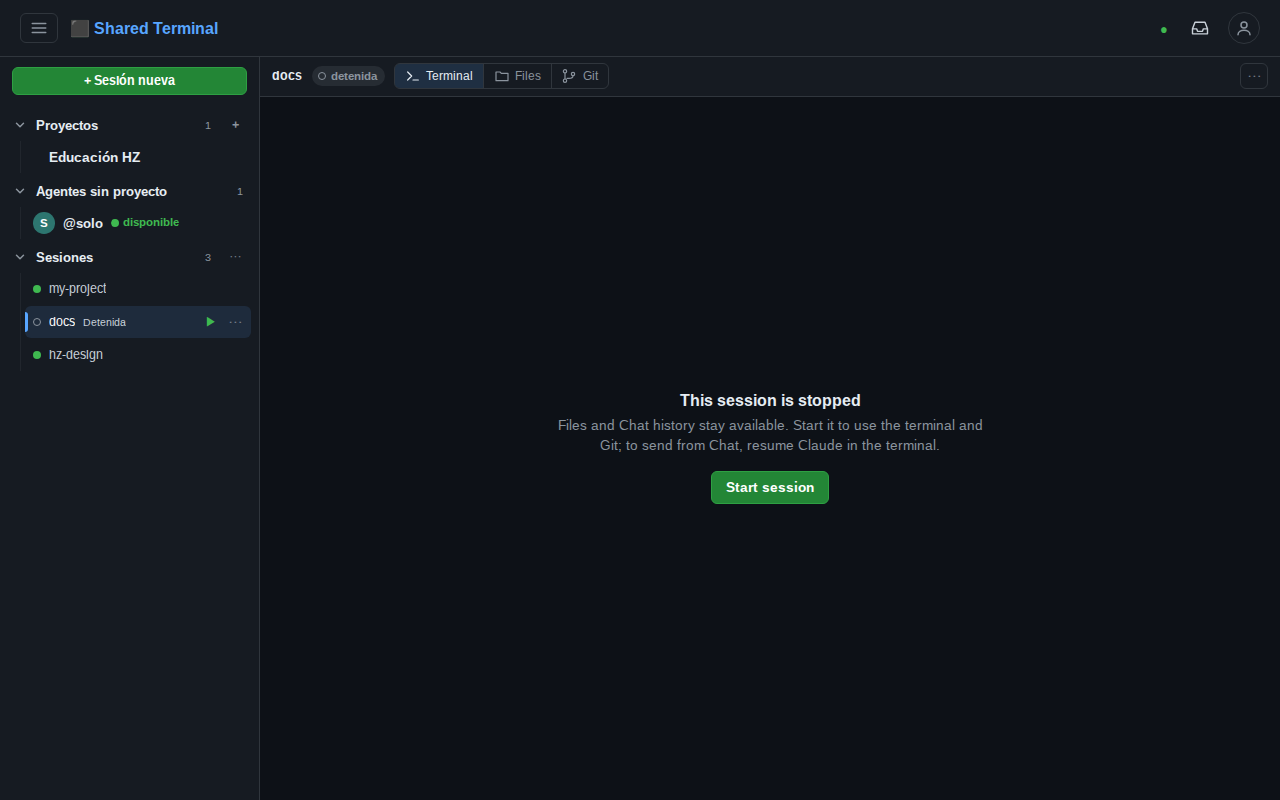 Shared Terminal
+ Sesión nueva
docs
detenida
Terminal
Files
Git
...
Proyectos 1 +
Educación HZ
Agentes sin proyecto 1
S @solo disponible
Sesiones 3 ...
my-project
docs Detenida ...
hz-design
This session is stopped
Files and Chat history stay available. Start it to use the terminal and
Git; to send from Chat, resume Claude in the terminal.
Start session